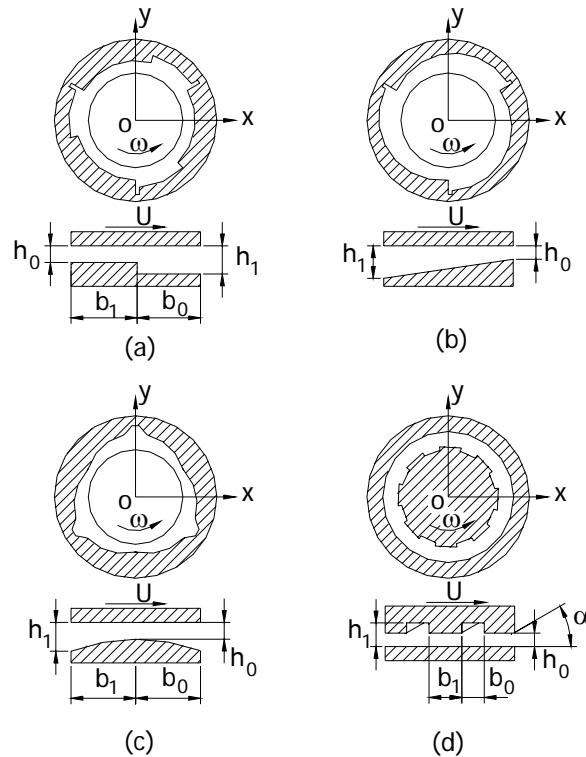 y
x
o
ω
U
h₀
h₁
b₁
b₀
(a)
y
x
o
ω
U
h₁
h₀
(b)
y
x
o
ω
U
h₁
h₀
b₁
b₀
(c)
y
x
o
ω
U
α
h₁
h₀
b₁
b₀
(d)